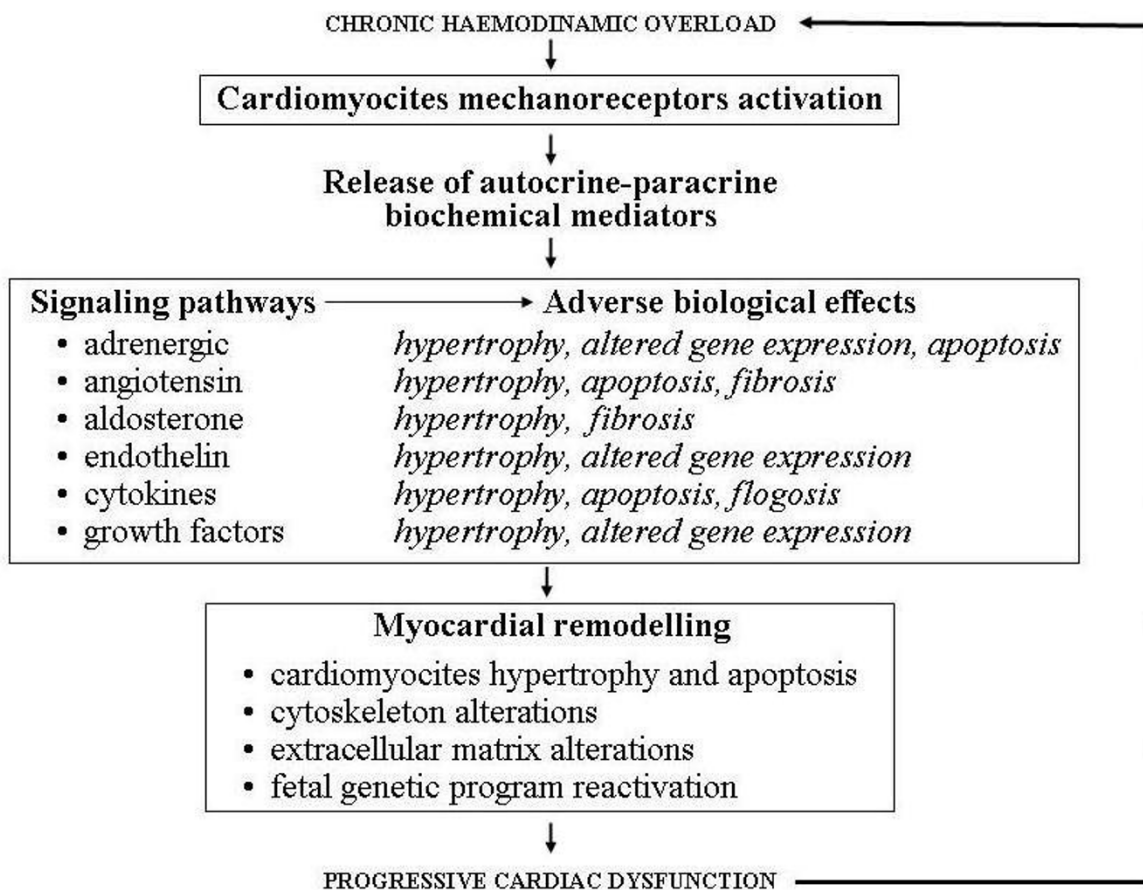 CHRONIC HAEMODINAMIC OVERLOAD
Cardiomyocites mechanoreceptors activation
Release of autocrine-paracrine
biochemical mediators
Signaling pathways Adverse biological effects
• adrenergic hypertrophy, altered gene expression, apoptosis
• angiotensin hypertrophy, apoptosis, fibrosis
• aldosterone hypertrophy, fibrosis
• endothelin hypertrophy, altered gene expression
• cytokines hypertrophy, apoptosis, flogosis
• growth factors hypertrophy, altered gene expression
Myocardial remodelling
• cardiomyocites hypertrophy and apoptosis
• cytoskeleton alterations
• extracellular matrix alterations
• fetal genetic program reactivation
PROGRESSIVE CARDIAC DYSFUNCTION